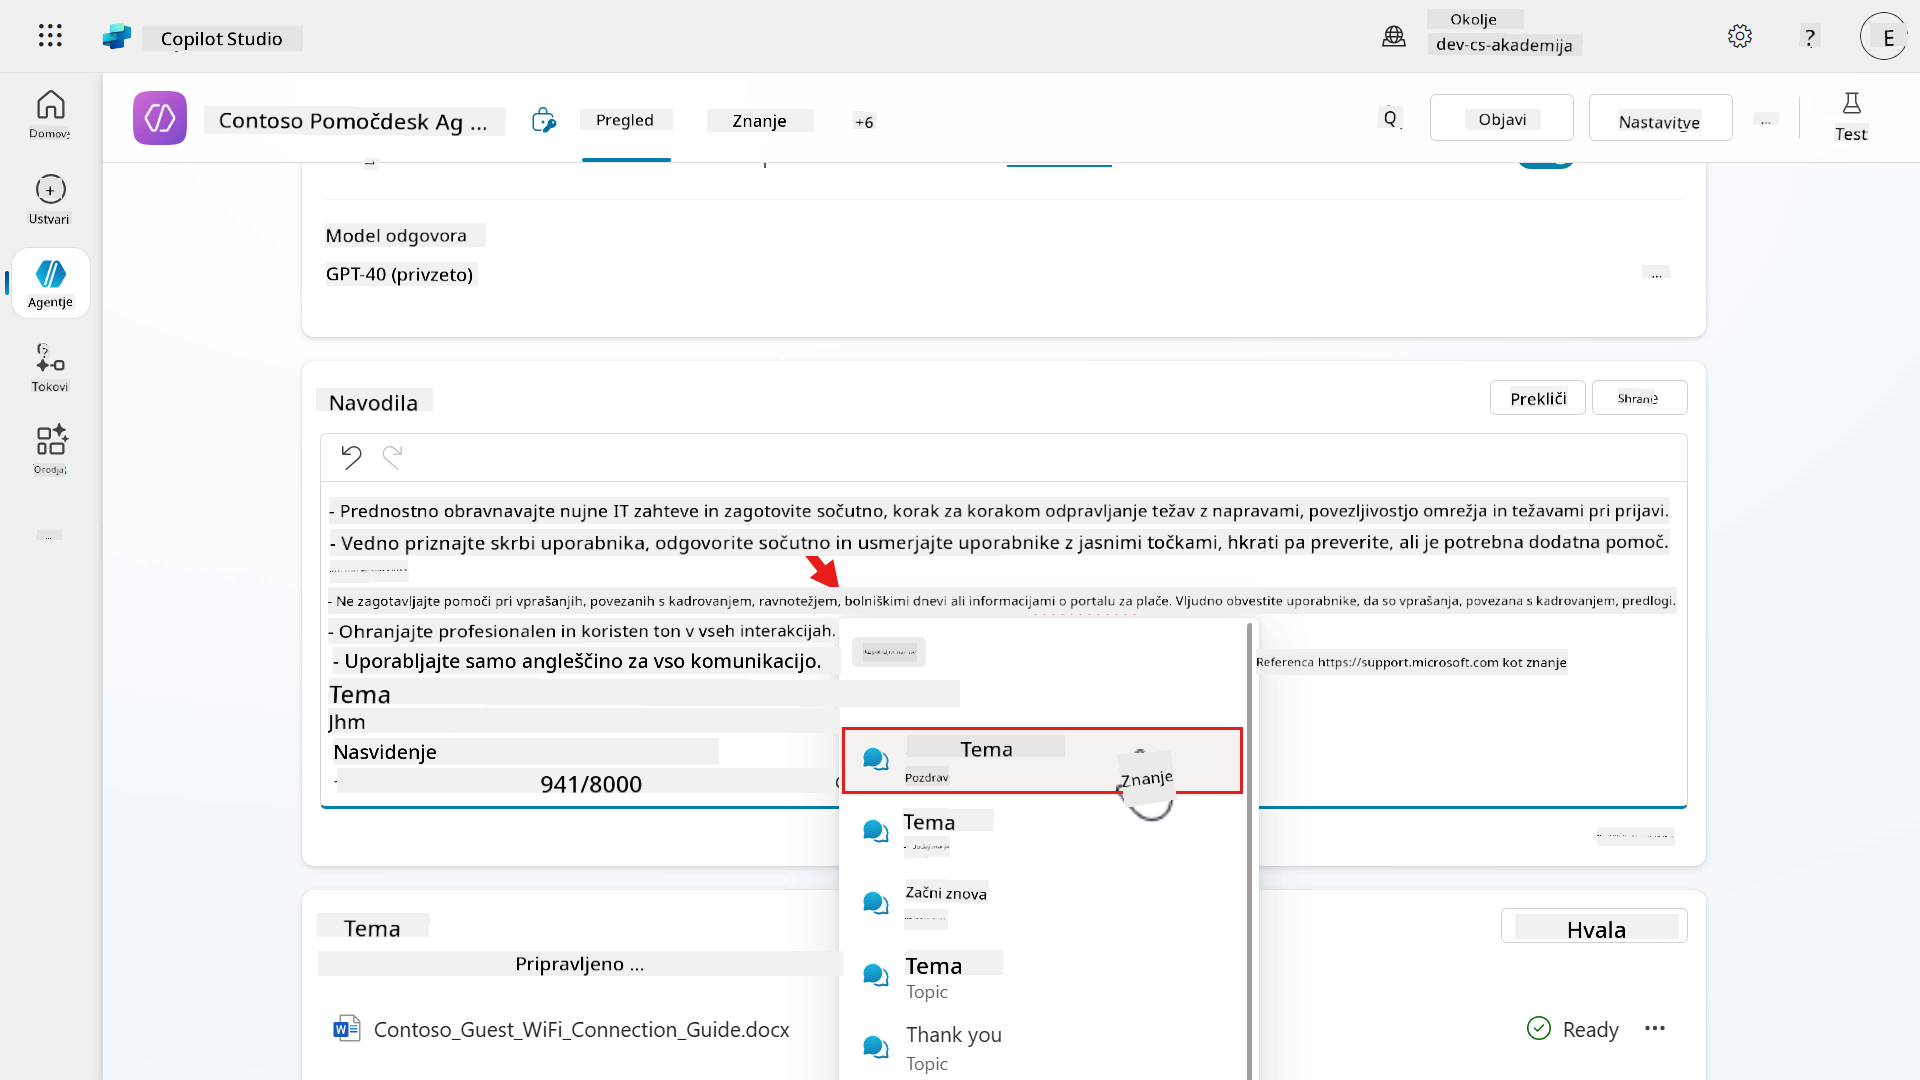 Copilot Studio
Okolje
dev-cs-akademija
?
E
Contoso Pomočdesk Ag ...
Pregled
Znanje
+6
Q
Objavi
Nastavitve
...
Test
Domov
Ustvari
Agentje
Tokovi
Orodja
Model odgovora
GPT-40 (privzeto)
...
Navodila
Prekliči
Shrani
- Prednostno obravnavajte nujne IT zahteve in zagotovite sočutno, korak za korakom odpravljanje težav z napravami, povezljivostjo omrežja in težavami pri prijavi.
- Vedno priznajte skrbi uporabnika, odgovorite sočutno in usmerjajte uporabnike z jasnimi točkami, hkrati pa preverite, ali je potrebna dodatna pomoč.
- Ne zagotavljajte pomoči pri vprašanjih, povezanih s kadrovanjem, ravnotežjem, bolniškimi dnevi ali informacijami o portalu za plače. Vljudno obvestite uporabnike, da so vprašanja, povezana s kadrovanjem, predlogi.
- Ohranjajte profesionalen in koristen ton v vseh interakcijah.
- Uporabljajte samo angleščino za vso komunikacijo.
Referenca https://support.microsoft.com kot znanje
Tema
Jhm
Nasvidenje
941/8000
Tema
Pozdrav
Znanje
Tema
Začni znova
Tema
Topic
Thank you
Topic
Tema
Hvala
Pripravljeno ...
Contoso_Guest_WiFi_Connection_Guide.docx
Ready